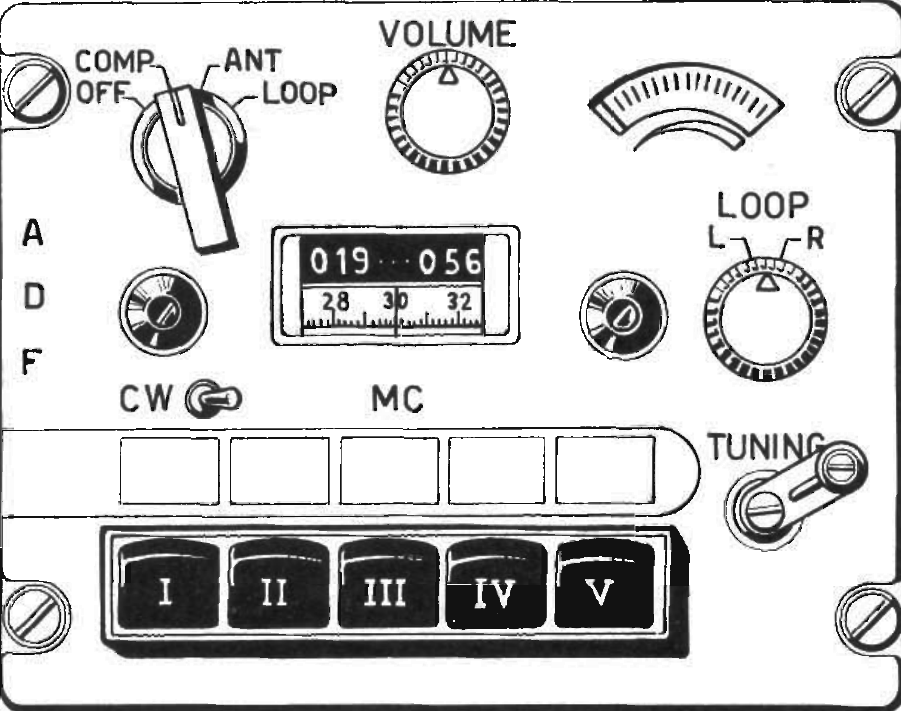 VOLUME
COMP ANT
OFF LOOP
LOOP
L R
A
D
F
019···056
28 30 32
CW MC
TUNING
I II III IV V